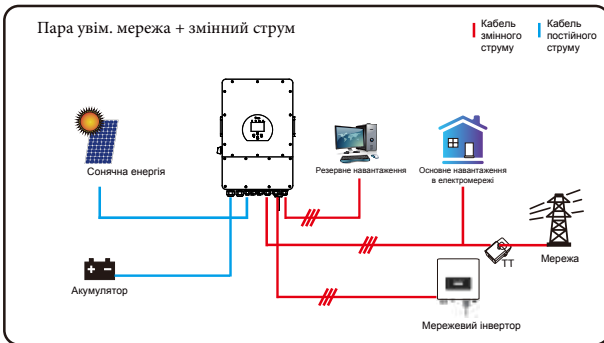 Пара увім. мережа + змінний струм
Кабель
змінного
струму
Кабель
постійного
струму
Сонячна енергія
Резервне навантаження
Основне навантаження
в електромережі
ТТ
Мережа
Акумулятор
Мережевий інвертор